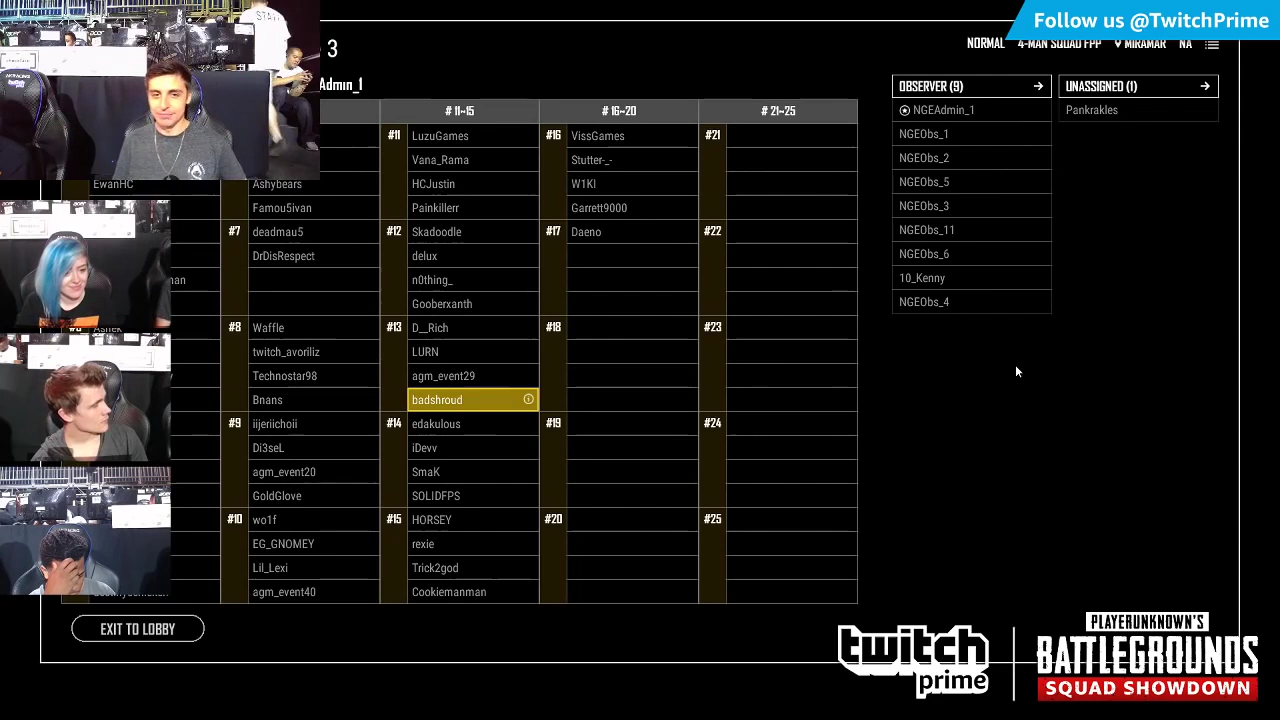 Follow us @TwitchPrime
3
NORMAL 4-MAN SQUAD FPP MIRAMAR NA
Admin_1
# 11~15 # 16~20 # 21~25
OBSERVER (9)
UNASSIGNED (1)
NGEAdmin_1
Pankrakles
NGEObs_1
NGEObs_2
NGEObs_5
NGEObs_3
NGEObs_11
NGEObs_6
10_Kenny
NGEObs_4
EwanHC
man
Ashybears
Famou5ivan
#7 deadmau5
DrDisRespect
#8 Waffle
twitch_avoriliz
Technostar98
Bnans
#9 iijeriichoii
Di3seL
agm_event20
GoldGlove
#10 wo1f
EG_GNOMEY
Lil_Lexi
agm_event40
#11 LuzuGames
Vana_Rama
HCJustin
Painkillerr
#12 Skadoodle
delux
n0thing_
Gooberxanth
#13 D__Rich
LURN
agm_event29
badshroud
#14 edakulous
iDevv
SmaK
SOLIDFPS
#15 HORSEY
rexie
Trick2god
Cookiemanman
#16 VissGames
Stutter-_-
W1KI
Garrett9000
#17 Daeno
#18
#19
#20
#21
#22
#23
#24
#25
EXIT TO LOBBY
twitch
prime
PLAYERUNKNOWN'S
BATTLEGROUNDS
SQUAD SHOWDOWN